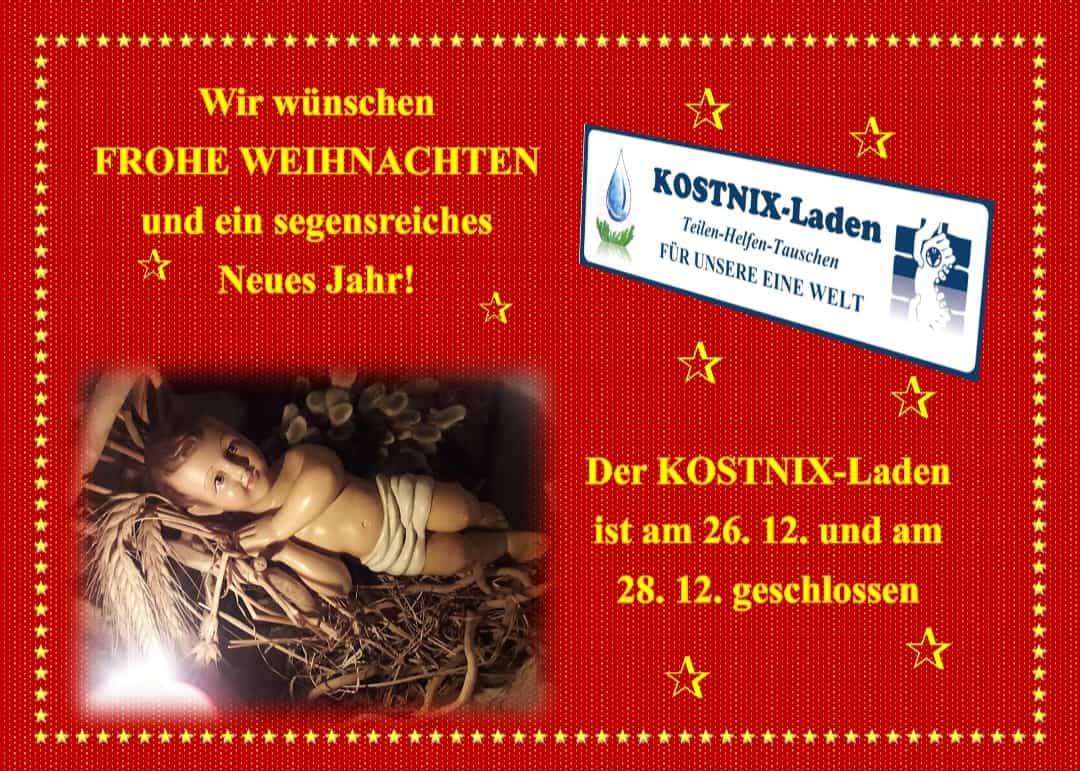 Wir wünschen
FROHE WEIHNACHTEN
und ein segensreiches
Neues Jahr!
KOSTNIX-Laden
Teilen-Helfen-Tauschen
FÜR UNSERE EINE WELT
Der KOSTNIX-Laden
ist am 26. 12. und am
28. 12. geschlossen